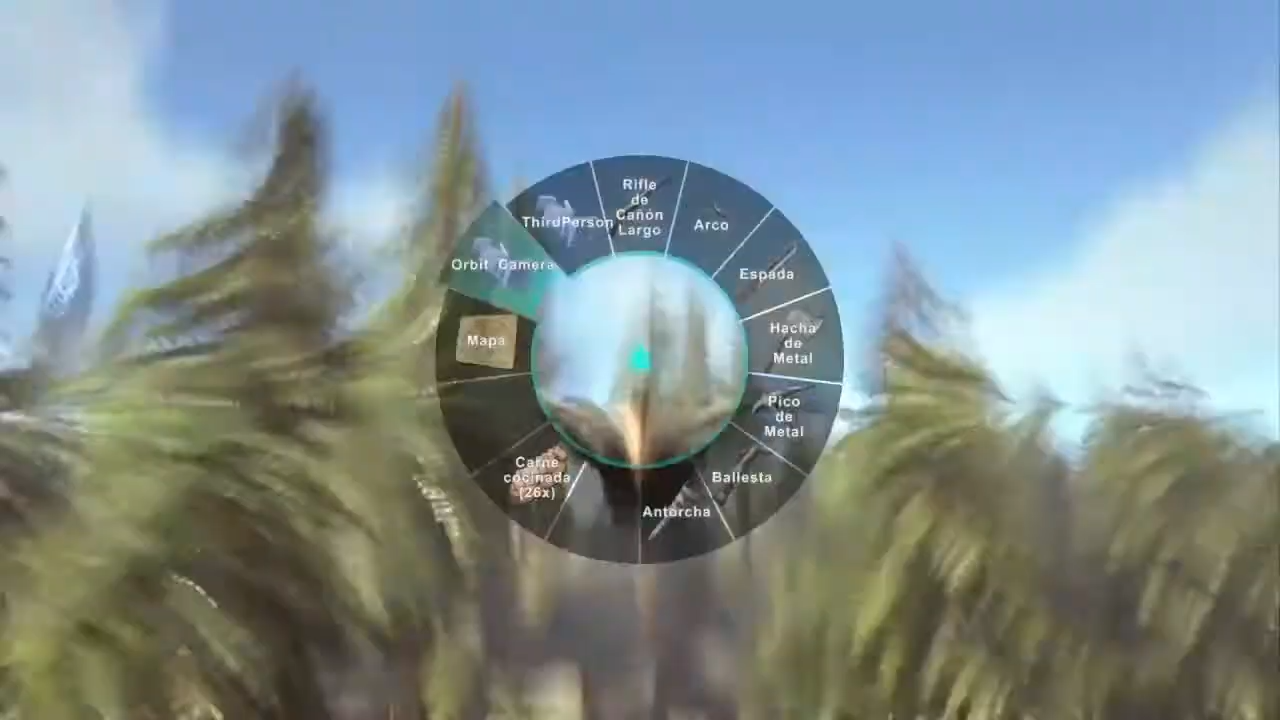 Rifle
de
Cañón
Largo
ThirdPerson
Arco
Orbit Camera
Espada
Mapa
Hacha
de
Metal
Pico
de
Metal
Carne
cocinada
(26x)
Ballesta
Antorcha